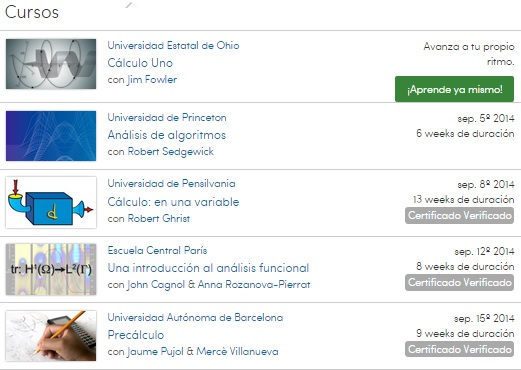 Cursos
Universidad Estatal de Ohio
Cálculo Uno
con Jim Fowler
Avanza a tu propio
ritmo.
¡Aprende ya mismo!
Universidad de Princeton
Análisis de algoritmos
con Robert Sedgewick
sep. 5º 2014
6 weeks de duración
Universidad de Pensilvania
Cálculo: en una variable
con Robert Ghrist
sep. 8º 2014
13 weeks de duración
Certificado Verificado
d
Escuela Central París
Una introducción al análisis funcional
con John Cagnol & Anna Rozanova-Pierrat
sep. 12º 2014
8 weeks de duración
Certificado Verificado
tr: H¹(Ω)→L²(Γ)
Universidad Autónoma de Barcelona
Precálculo
con Jaume Pujol & Mercè Villanueva
sep. 15º 2014
9 weeks de duración
Certificado Verificado